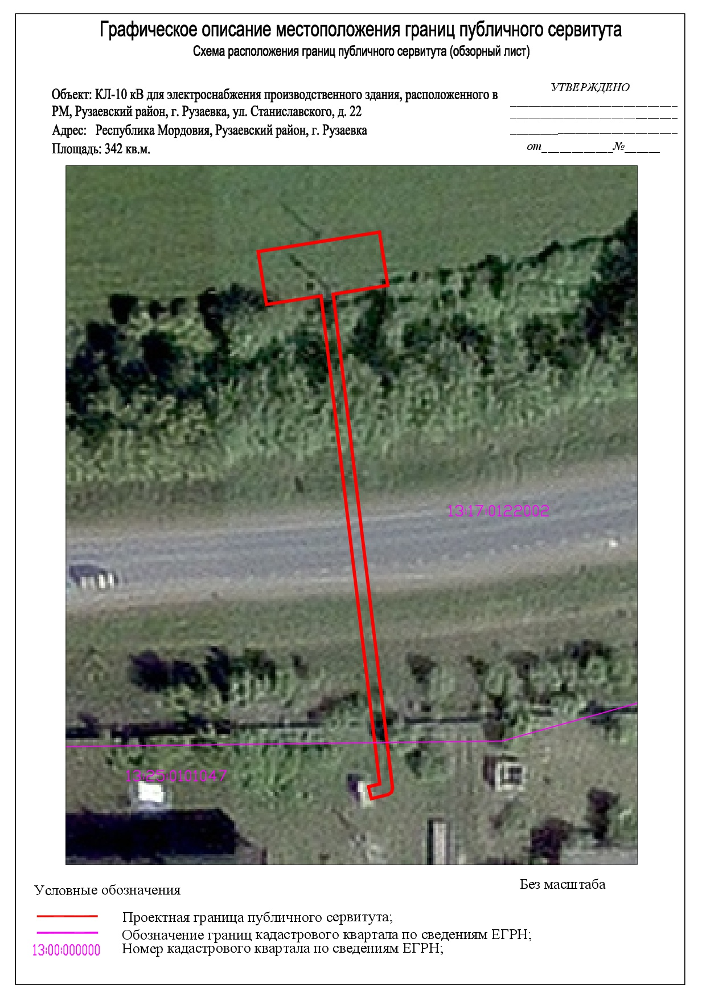 Графическое описание местоположения границ публичного сервитута
Схема расположения границ публичного сервитута (обзорный лист)
Объект: КЛ-10 кВ для электроснабжения производственного здания, расположенного в
РМ, Рузаевский район, г. Рузаевка, ул. Станиславского, д. 22
Адрес: Республика Мордовия, Рузаевский район, г. Рузаевка
Площадь: 342 кв.м.
УТВЕРЖДЕНО
от____________№______
13:17:0122002
13:25:0101047
Без масштаба
Условные обозначения
Проектная граница публичного сервитута;
Обозначение границ кадастрового квартала по сведениям ЕГРН;
13:00:000000 Номер кадастрового квартала по сведениям ЕГРН;